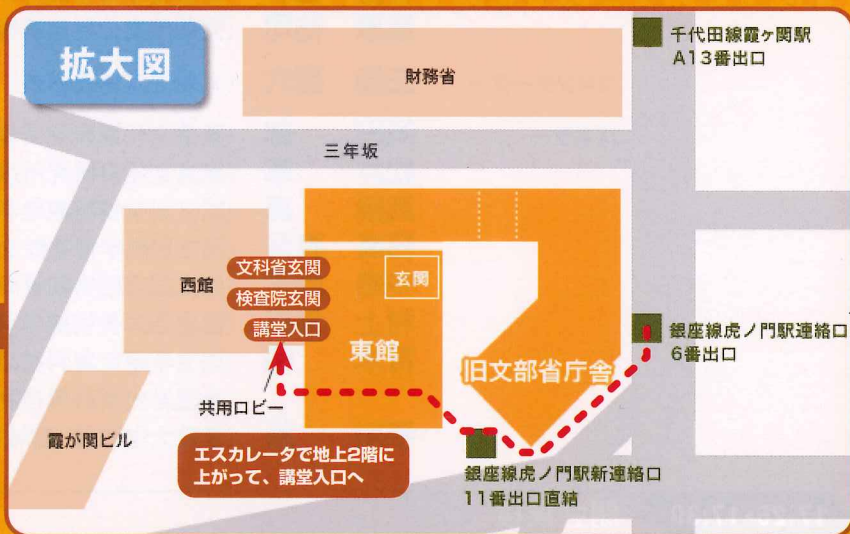 拡大図
財務省
千代田線霞ヶ関駅
A13番出口
三年坂
西館
文科省玄関
検査院玄関
講堂入口
玄関
東館
旧文部省庁舎
銀座線虎ノ門駅連絡口
6番出口
共用ロビー
霞が関ビル
エスカレータで地上2階に
上がって、講堂入口へ
銀座線虎ノ門駅新連絡口
11番出口直結